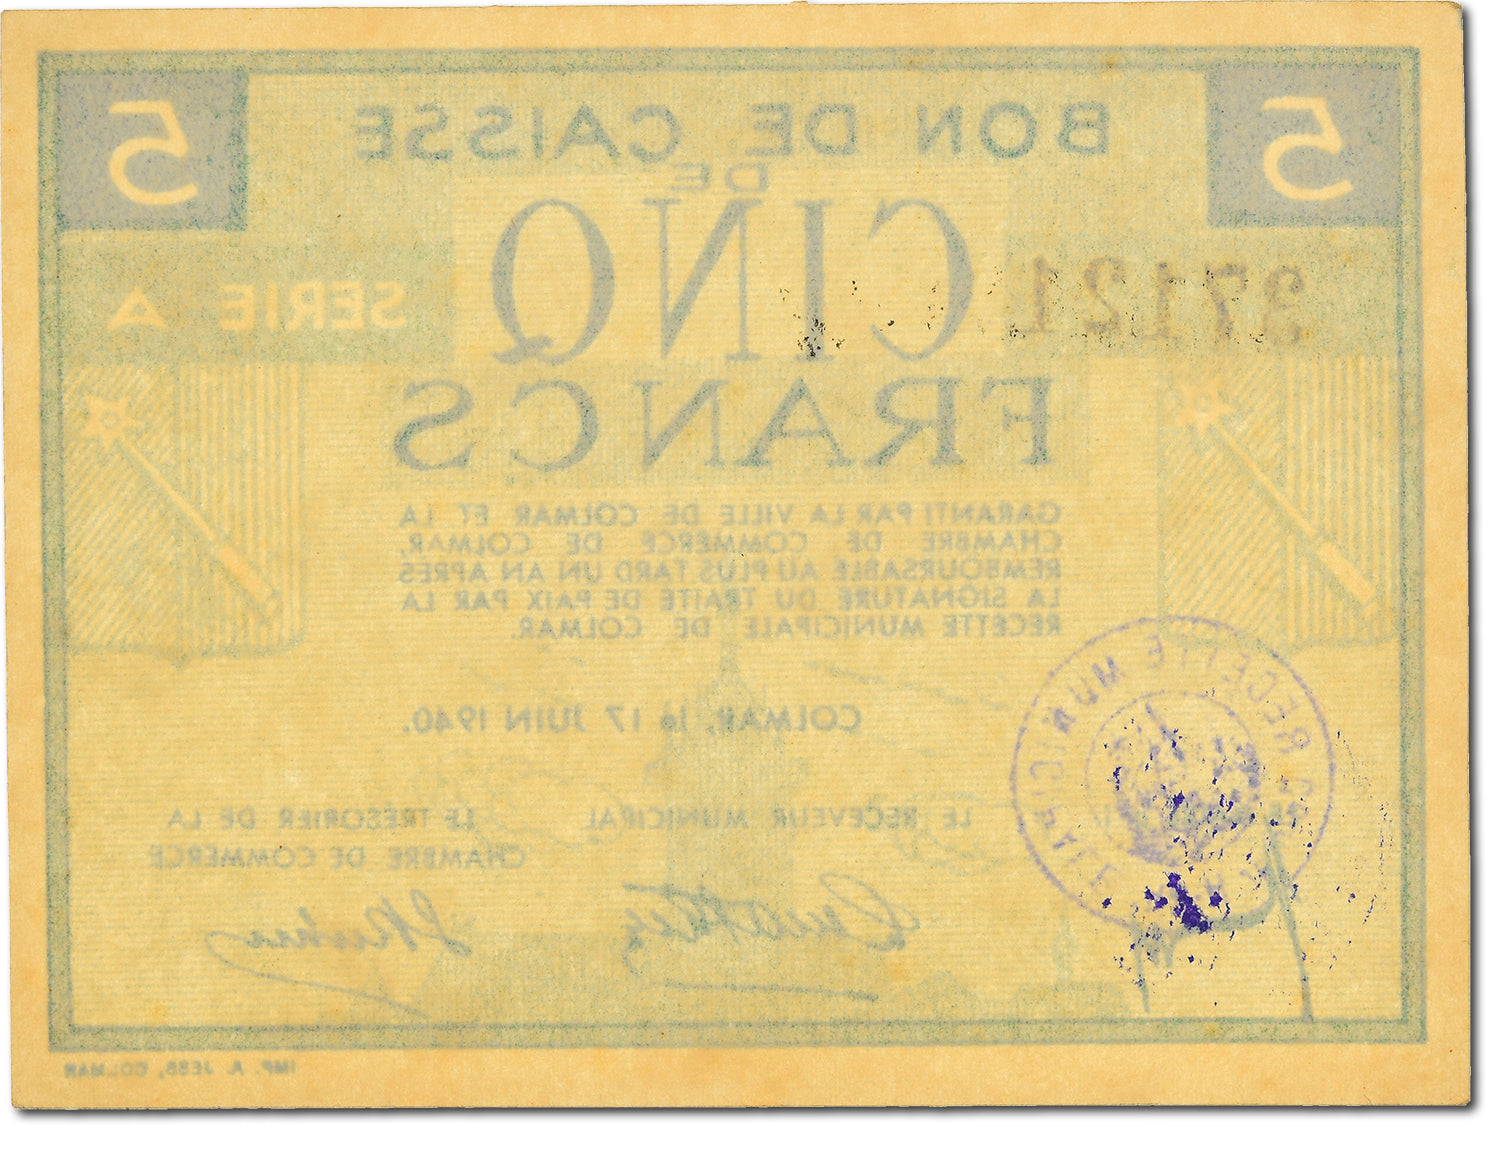 5 BON DE CAISSE 5
DE
CINQ
37121
SERIE A
FRANCS
GARANTI PAR LA VILLE DE COLMAR ET LA
CHAMBRE DE COMMERCE DE COLMAR,
REMBOURSABLE AU PLUS TARD UN AN APRES
LA SIGNATURE DU TRAITE DE PAIX PAR LA
RECETTE MUNICIPALE DE COLMAR.
COLMAR, le 17 JUIN 1940.
LE RECEVEUR MUNICIPAL
LE TRÉSORIER DE LA
CHAMBRE DE COMMERCE
RECETTE MUNICIPALE
IMP. A. JESS, COLMAR